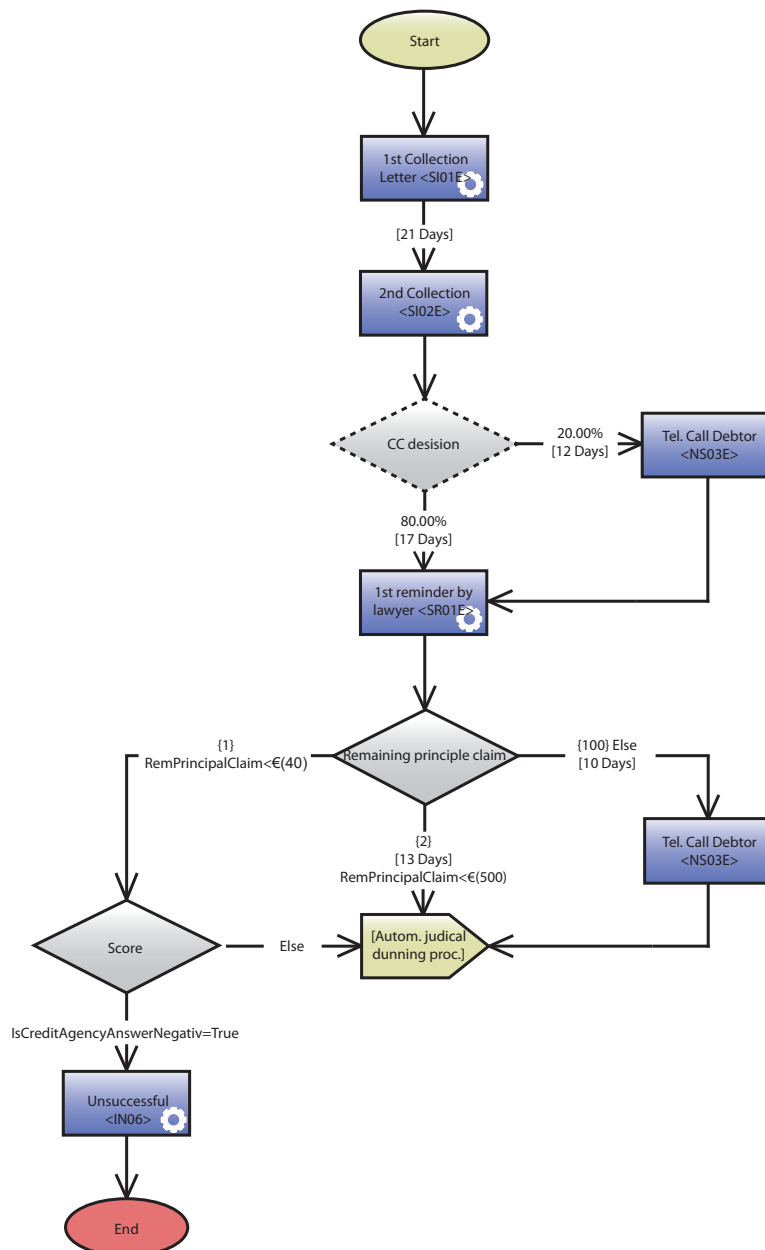 Start
1st Collection
Letter <SI01E>
[21 Days]
2nd Collection
<SI02E>
CC desision
20.00%
[12 Days]
Tel. Call Debtor
<NS03E>
80.00%
[17 Days]
1st reminder by
lawyer <SR01E>
Remaining principle claim
{1}
RemPrincipalClaim<€(40)
{100} Else
[10 Days]
{2}
[13 Days]
RemPrincipalClaim<€(500)
Tel. Call Debtor
<NS03E>
Score
Else
[Autom. judical
dunning proc.]
IsCreditAgencyAnswerNegativ=True
Unsuccessful
<IN06>
End